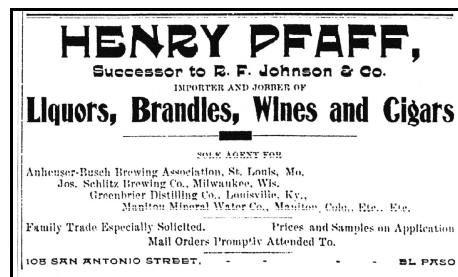 HENRY PFAFF,
Successor to R. F. Johnson & Co.
IMPORTER AND JOBBER OF
Liquors, Brandies, Wines and Cigars
SOLE AGENT FOR
Anheuser-Busch Brewing Association, St. Louis, Mo.
Jos. Schlitz Brewing Co., Milwaukee, Wis.
Greenbrier Distilling Co., Louisville, Ky.,
Manitou Mineral Water Co., Manitou, Colo., Etc., Etc.
Family Trade Especially Solicited. Prices and Samples on Application
Mail Orders Promptly Attended To.
108 SAN ANTONIO STREET, - - - - EL PASO